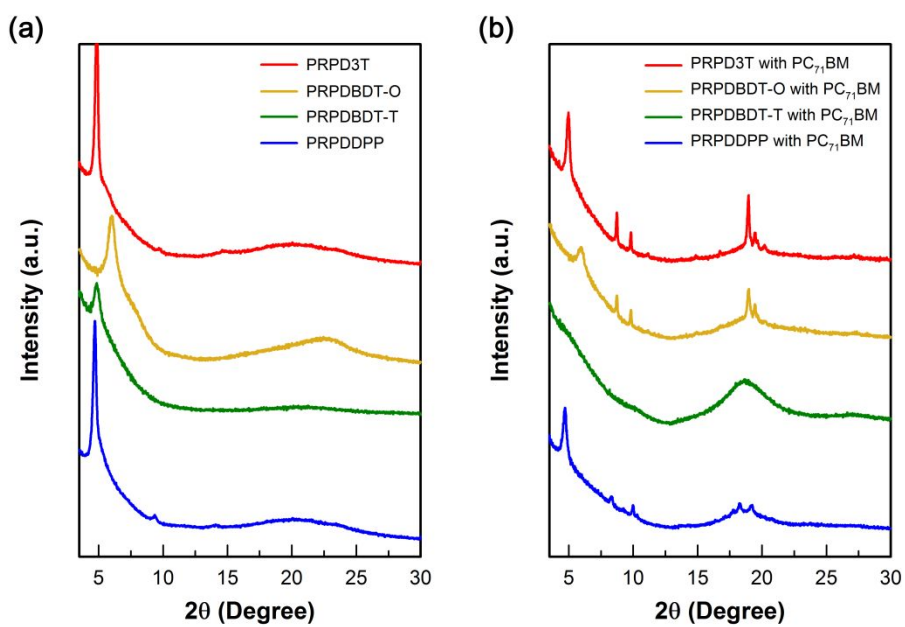 (a)
PRPD3T
PRPDBDT-O
PRPDBDT-T
PRPDDPP
Intensity (a.u.)
5 10 15 20 25 30
2θ (Degree)
(b)
PRPD3T with PC₇₁BM
PRPDBDT-O with PC₇₁BM
PRPDBDT-T with PC₇₁BM
PRPDDPP with PC₇₁BM
Intensity (a.u.)
5 10 15 20 25 30
2θ (Degree)